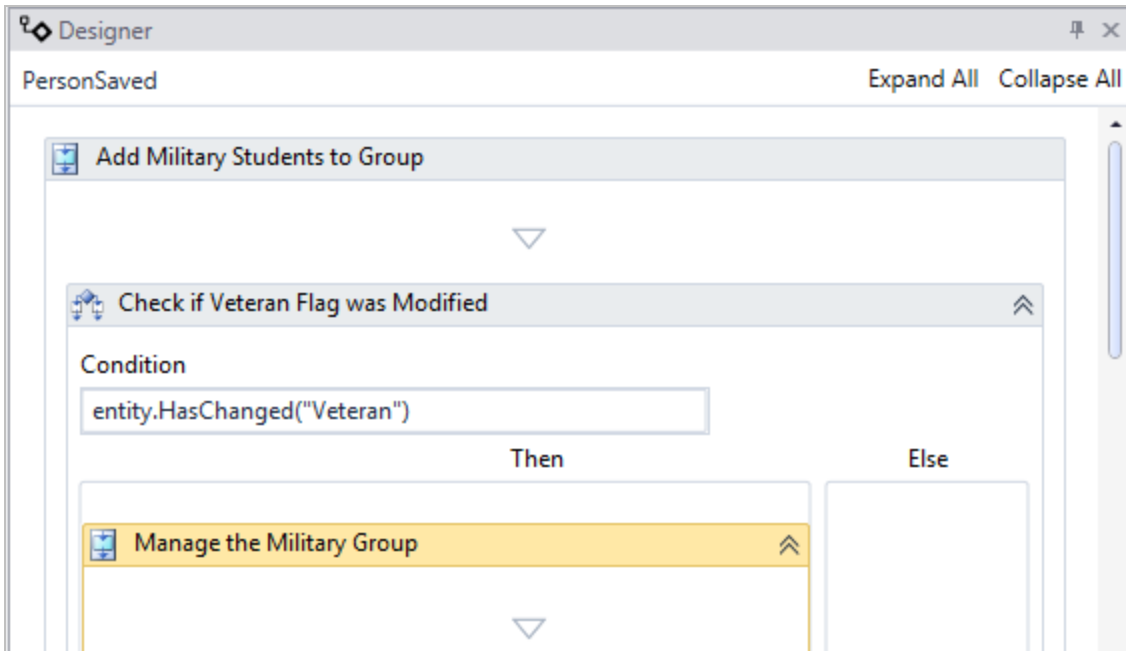 Designer
PersonSaved Expand All Collapse All
Add Military Students to Group
Check if Veteran Flag was Modified
Condition
entity.HasChanged("Veteran")
Then Else
Manage the Military Group